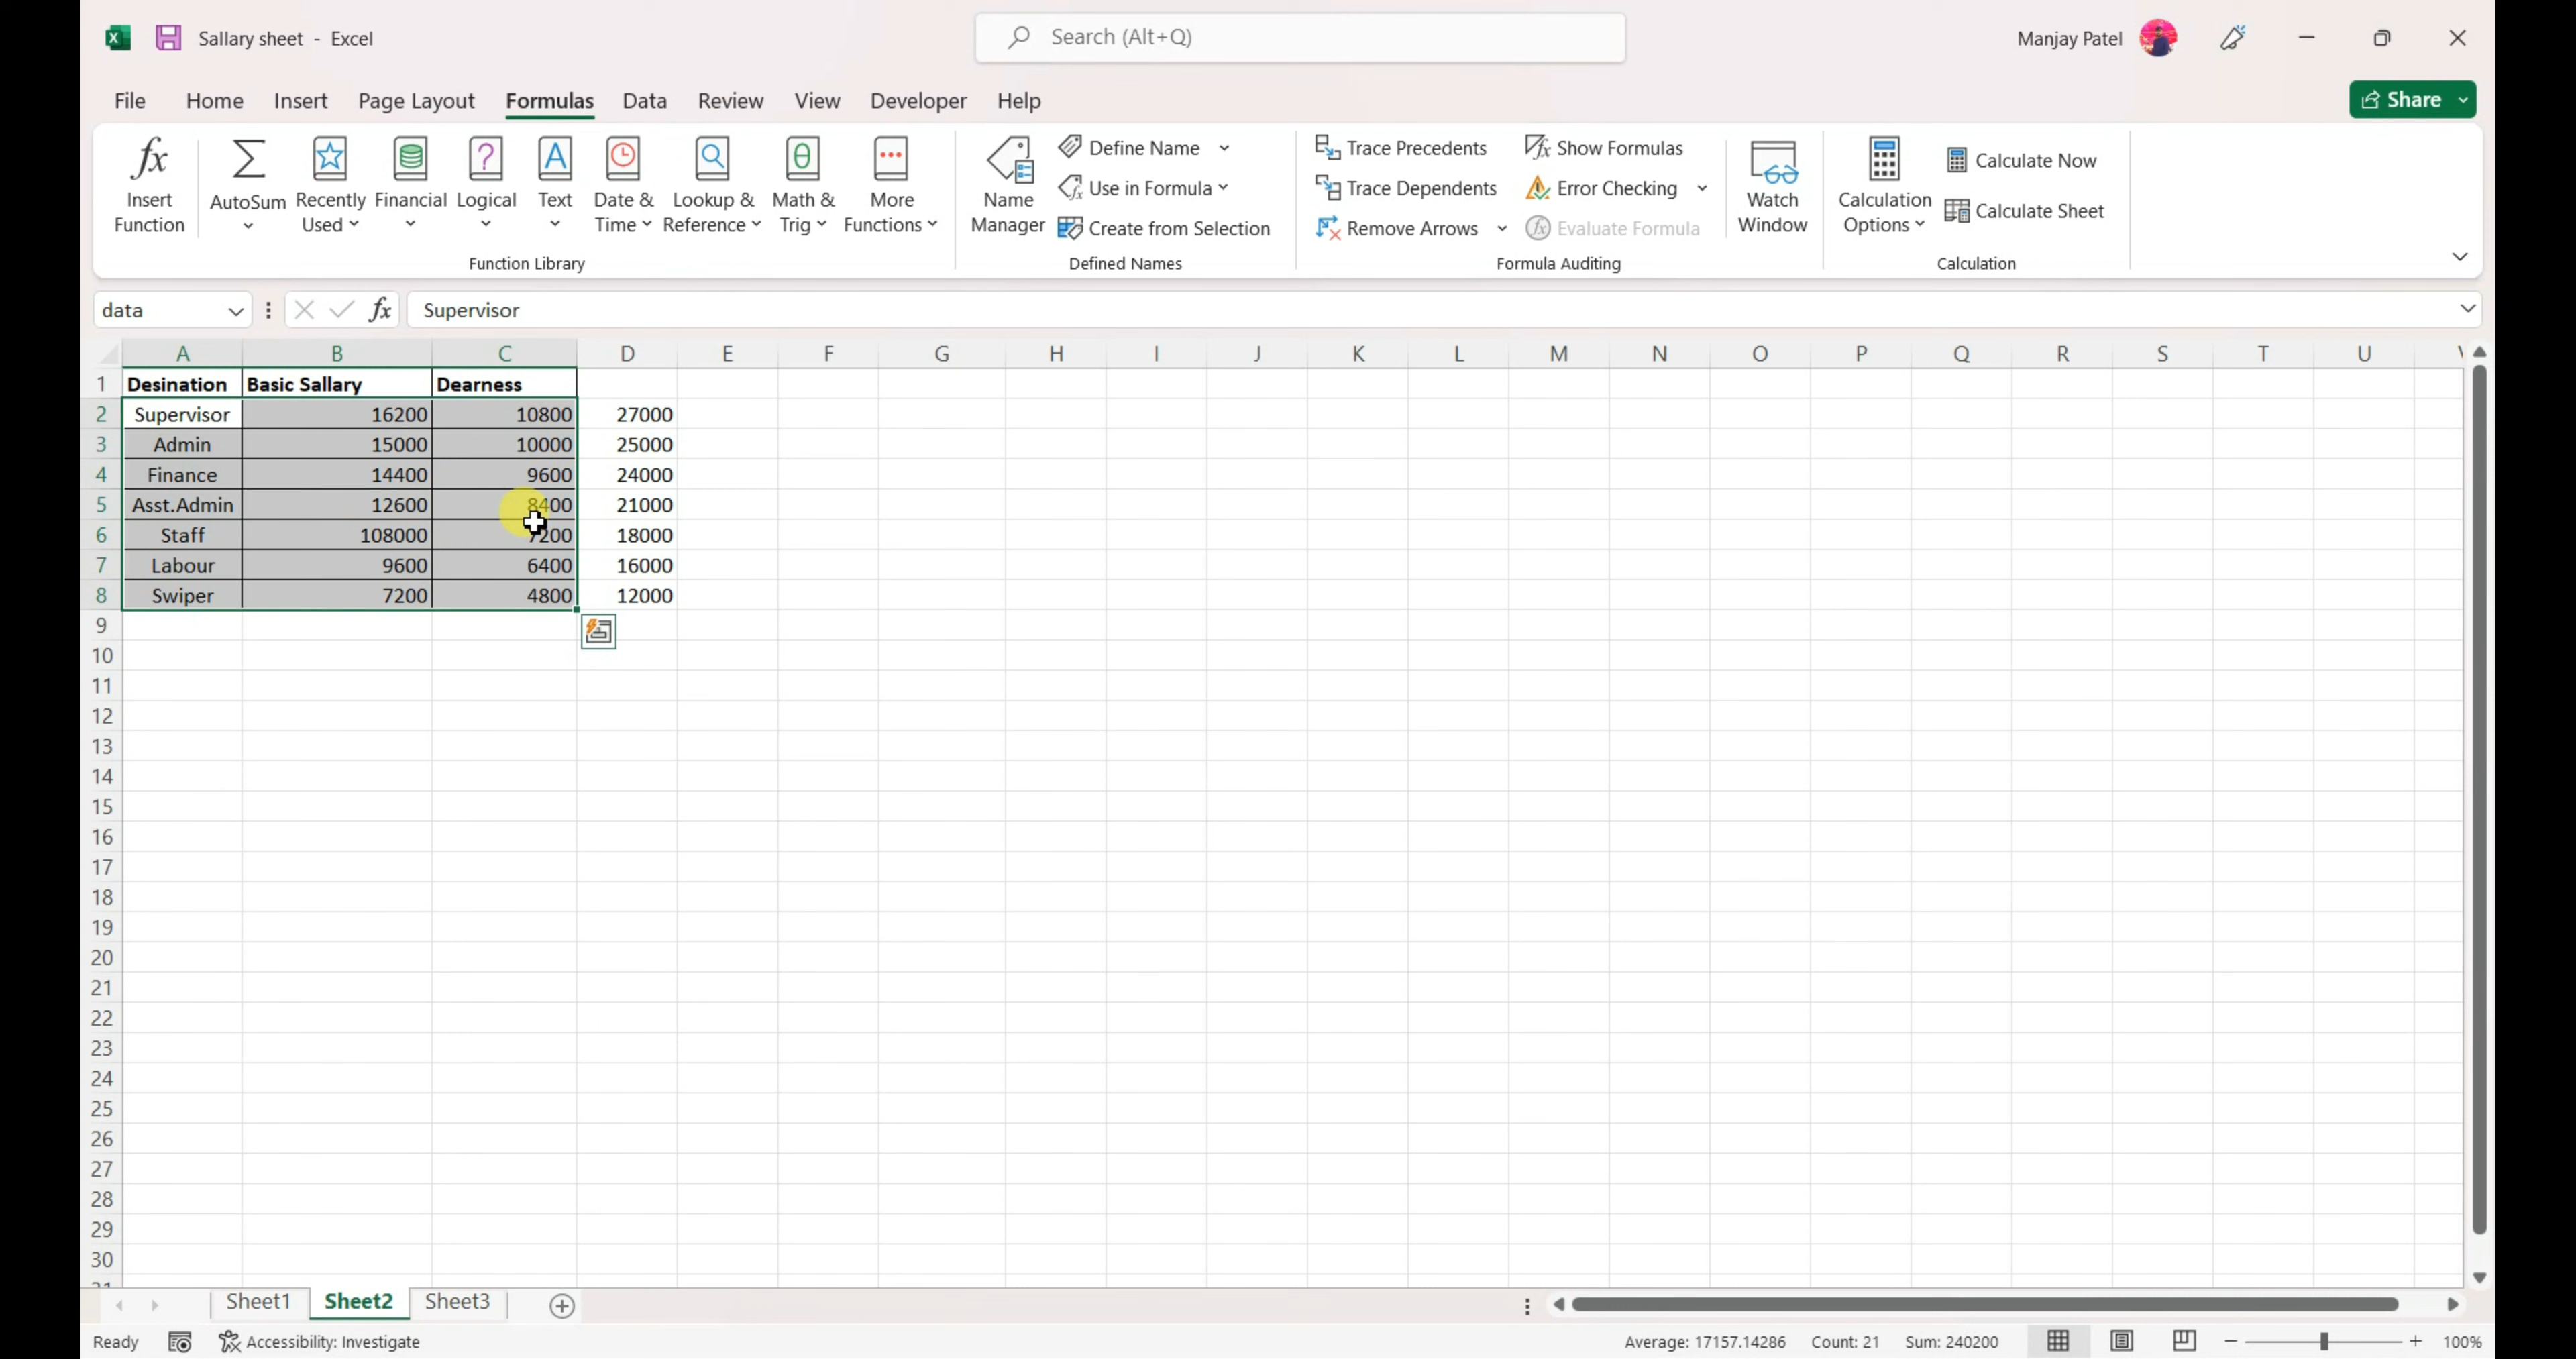 Sallary sheet - Excel
Search (Alt+Q)
Manjay Patel
File Home Insert Page Layout Formulas Data Review View Developer Help
Share
Insert Function
AutoSum
Recently Used
Financial
Logical
Text
Date & Time
Lookup & Reference
Math & Trig
More Functions
Function Library
Name Manager
Define Name
Use in Formula
Create from Selection
Defined Names
Trace Precedents
Trace Dependents
Remove Arrows
Show Formulas
Error Checking
Evaluate Formula
Formula Auditing
Watch Window
Calculation Options
Calculate Now
Calculate Sheet
Calculation
data fx Supervisor
A B C D E F G H I J K L M N O P Q R S T U
1 Desination Basic Sallary Dearness
2 Supervisor 16200 10800 27000
3 Admin 15000 10000 25000
4 Finance 14400 9600 24000
5 Asst.Admin 12600 8400 21000
6 Staff 108000 7200 18000
7 Labour 9600 6400 16000
8 Swiper 7200 4800 12000
9
10
11
12
13
14
15
16
17
18
19
20
21
22
23
24
25
26
27
28
29
30
Sheet1 Sheet2 Sheet3
Ready Accessibility: Investigate Average: 17157.14286 Count: 21 Sum: 240200 100%